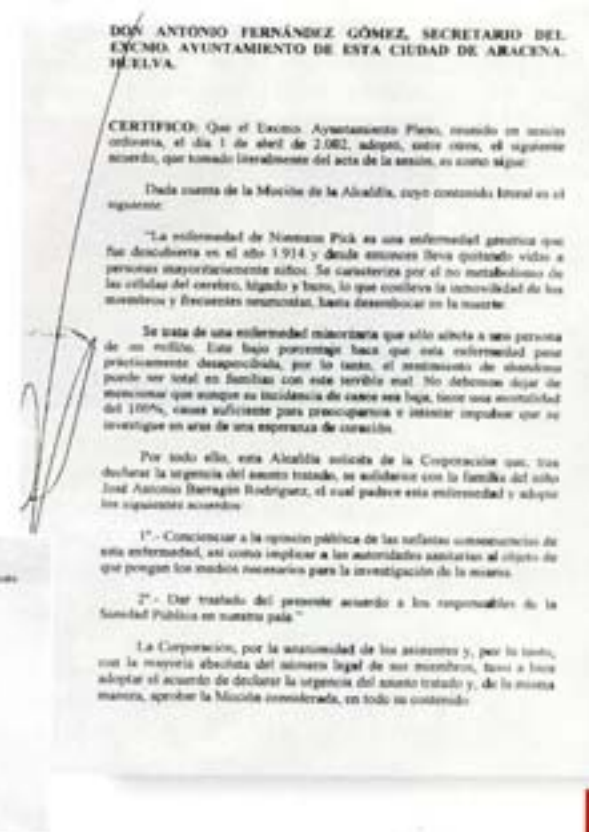 DON ANTONIO FERNÁNDEZ GÓMEZ, SECRETARIO DEL
EXCMO. AYUNTAMIENTO DE ESTA CIUDAD DE ARACENA.
HUELVA.
CERTIFICO: Que el Excmo. Ayuntamiento Pleno, reunido en sesión
ordinaria, el día 1 de abril de 2.002, adoptó, entre otros, el siguiente
acuerdo, que tomado literalmente del acta de la sesión, es como sigue:
Dada cuenta de la Moción de la Alcaldía, cuyo contenido literal es el
siguiente:
"La enfermedad de Niemann Pick es una enfermedad genética que
fue descubierta en el año 1.914 y desde entonces lleva quitando vidas a
personas mayoritariamente niños. Se caracteriza por el no metabolismo de
las células del cerebro, hígado y bazo, lo que conlleva la inmovilidad de los
miembros y frecuentes neumonías, hasta desembocar en la muerte.
Se trata de una enfermedad minoritaria que sólo afecta a una persona
de un millón. Este bajo porcentaje hace que esta enfermedad pase
prácticamente desapercibida, por lo tanto, el sentimiento de abandono
puede ser total en familias con este terrible mal. No debemos dejar de
mencionar que aunque su incidencia de casos sea baja, tiene una mortalidad
del 100%, causa suficiente para preocuparnos e intentar impulsar que se
investigue en aras de una esperanza de curación.
Por todo ello, esta Alcaldía solicita de la Corporación que, tras
declarar la urgencia del asunto tratado, se solidarice con la familia del niño
José Antonio Barragán Rodríguez, el cual padece esta enfermedad y adopte
los siguientes acuerdos:
1º.- Concienciar a la opinión pública de las nefastas consecuencias de
esta enfermedad, así como implicar a las autoridades sanitarias al objeto de
que pongan los medios necesarios para la investigación de la misma.
2º.- Dar traslado del presente acuerdo a los responsables de la
Sanidad Pública en nuestro país."
La Corporación, por la unanimidad de los asistentes y, por lo tanto,
con la mayoría absoluta del número legal de sus miembros, tuvo a bien
adoptar el acuerdo de declarar la urgencia del asunto tratado y, de la misma
manera, aprobar la Moción considerada, en todo su contenido.